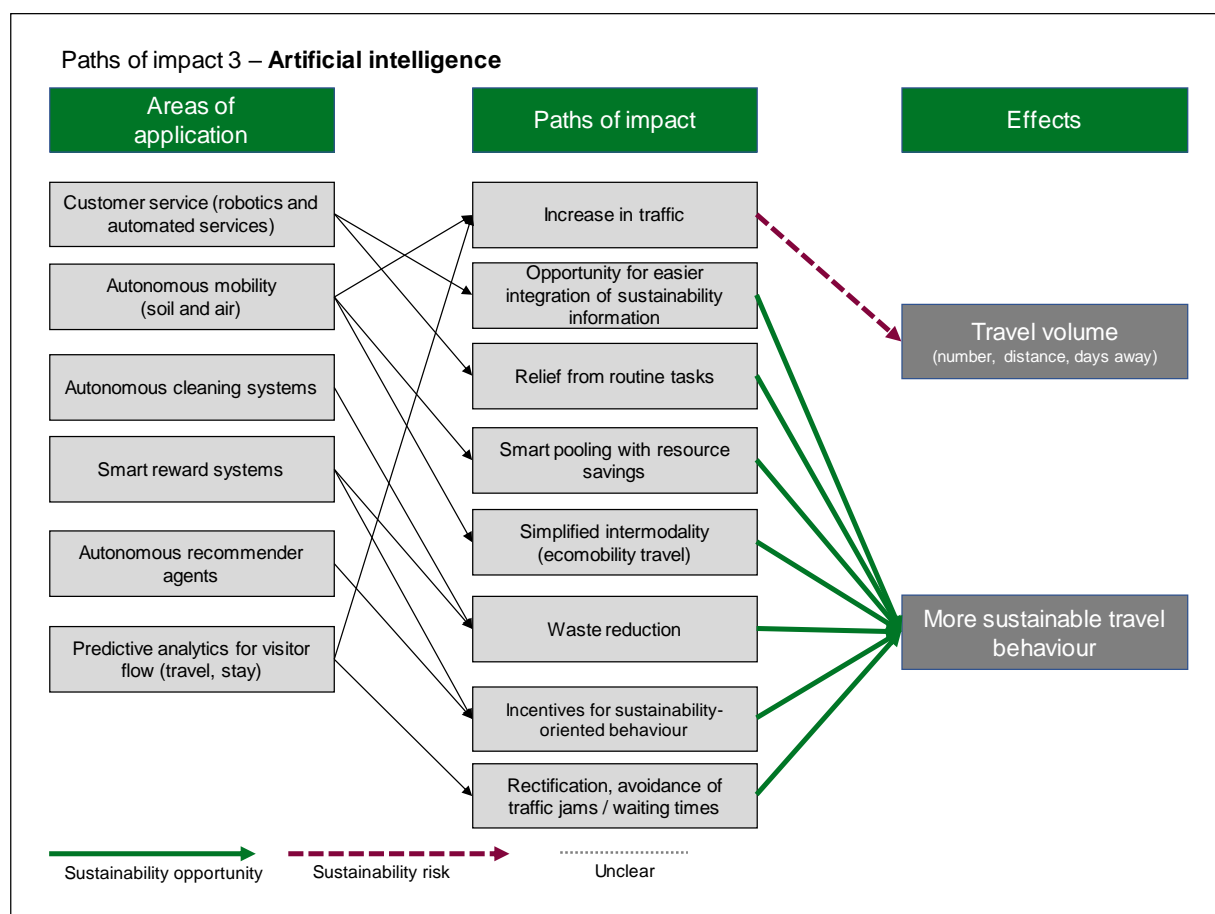 Paths of impact 3 – Artificial intelligence
Areas of
application
Paths of impact
Effects
Customer service (robotics and
automated services)
Autonomous mobility
(soil and air)
Autonomous cleaning systems
Smart reward systems
Autonomous recommender
agents
Predictive analytics for visitor
flow (travel, stay)
Increase in traffic
Opportunity for easier
integration of sustainability
information
Relief from routine tasks
Smart pooling with resource
savings
Simplified intermodality
(ecomobility travel)
Waste reduction
Incentives for sustainability-
oriented behaviour
Rectification, avoidance of
traffic jams / waiting times
Travel volume
(number, distance, days away)
More sustainable travel
behaviour
Sustainability opportunity
Sustainability risk
Unclear